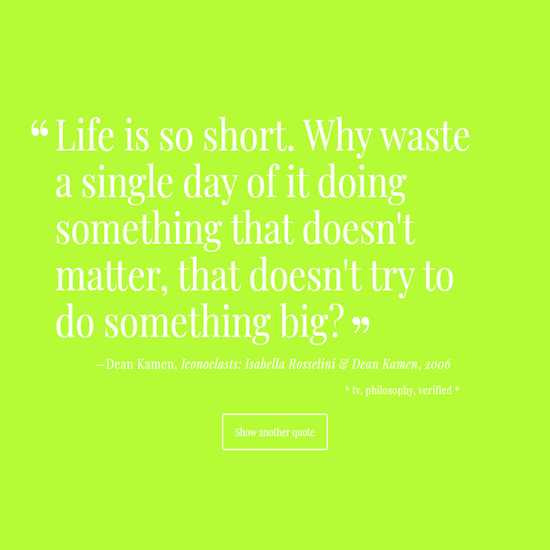 “Life is so short. Why waste
a single day of it doing
something that doesn't
matter, that doesn't try to
do something big?”
—Dean Kamen, Iconoclasts: Isabella Rosselini & Dean Kamen, 2006
* tv, philosophy, verified *
Show another quote